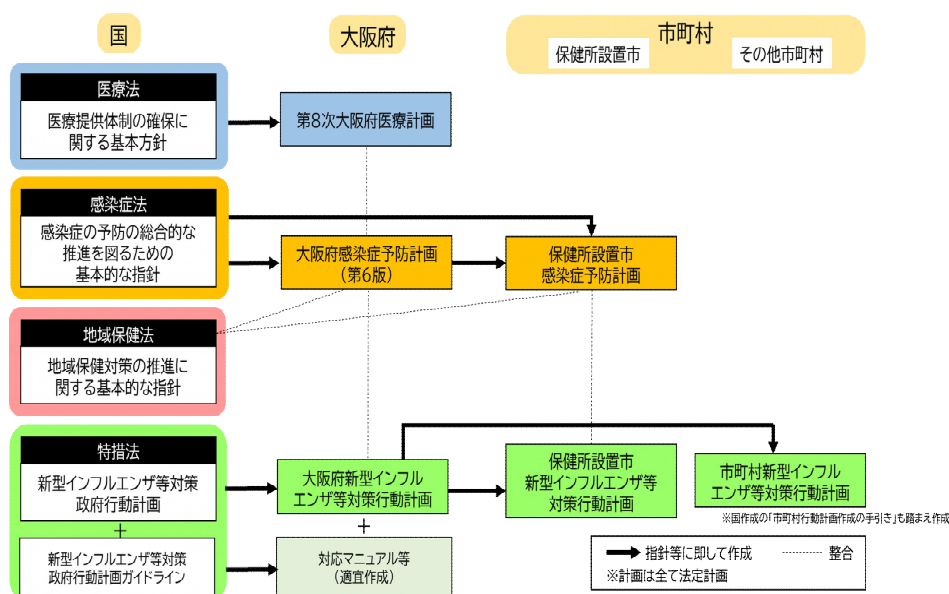 国
大阪府
市町村
保健所設置市
その他市町村
医療法
医療提供体制の確保に
関する基本方針
第8次大阪府医療計画
感染症法
感染症の予防の総合的な
推進を図るための
基本的な指針
大阪府感染症予防計画
（第6版）
保健所設置市
感染症予防計画
地域保健法
地域保健対策の推進に
関する基本的な指針
特措法
新型インフルエンザ等対策
政府行動計画
+
新型インフルエンザ等対策
政府行動計画ガイドライン
大阪府新型インフル
エンザ等対策行動計画
+
対応マニュアル等
（適宜作成）
保健所設置市
新型インフルエンザ等
対策行動計画
市町村新型インフル
エンザ等対策行動計画
※国作成の「市町村行動計画作成の手引き」も踏まえ作成
指針等に即して作成
整合
※計画は全て法定計画